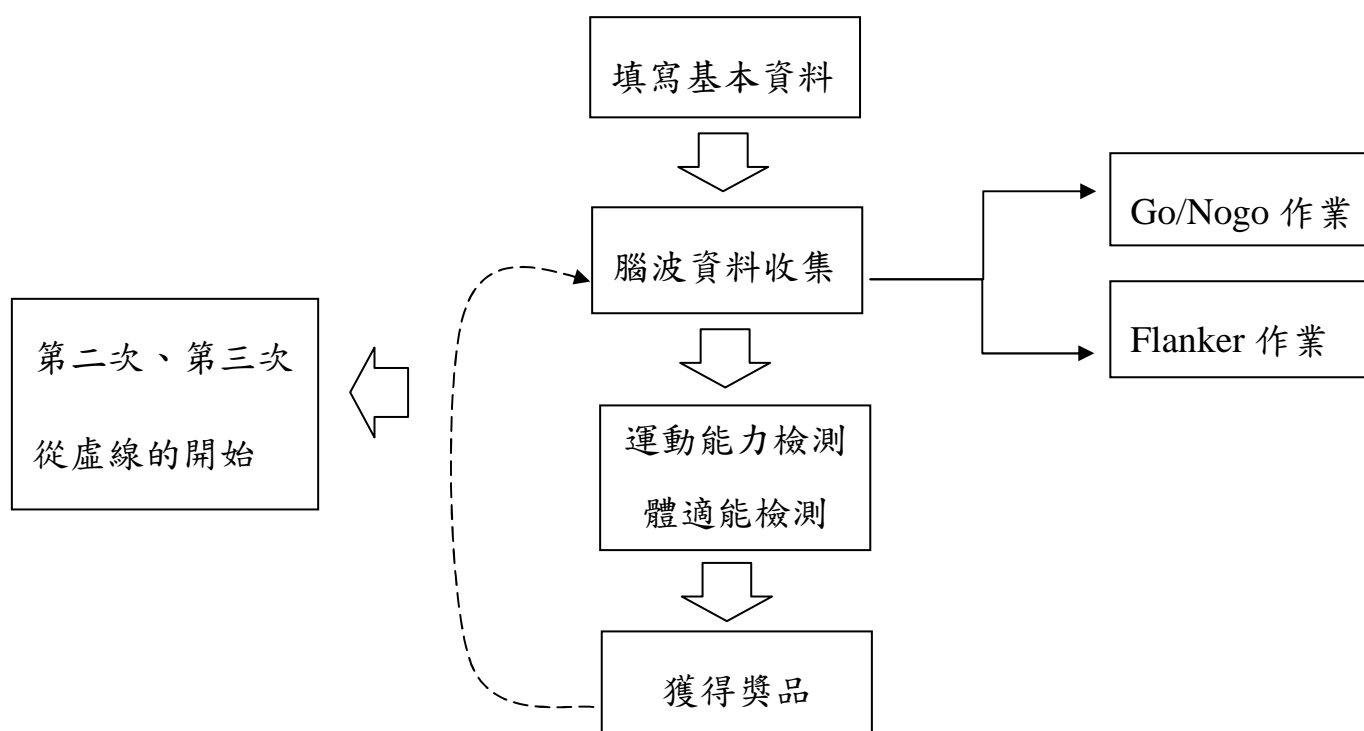 填寫基本資料
腦波資料收集
Go/Nogo 作業
Flanker 作業
第二次、第三次
從虛線的開始
運動能力檢測
體適能檢測
獲得獎品